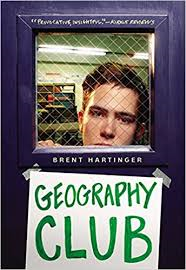 "PROVOCATIVE, INSIGHTFUL."—KIRKUS REVIEWS
BRENT HARTINGER
GEOGRAPHY
CLUB